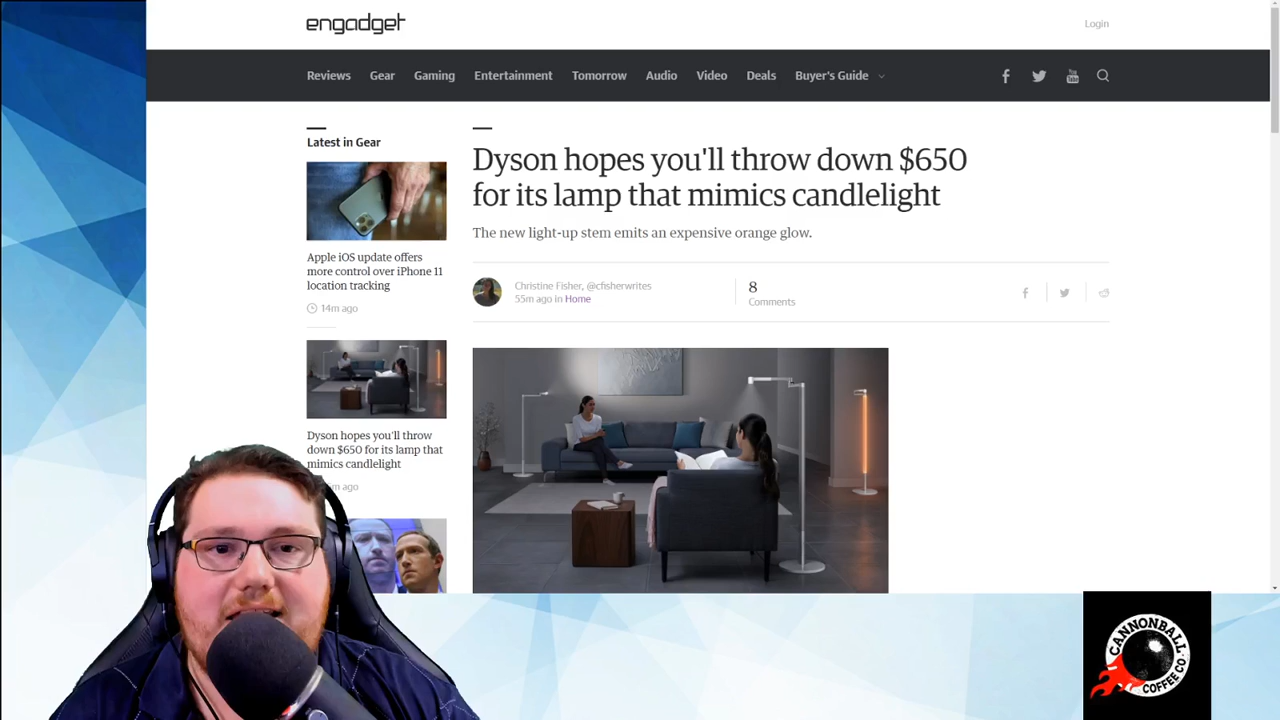 engadget
Login
Reviews Gear Gaming Entertainment Tomorrow Audio Video Deals Buyer's Guide
You Tube
Latest in Gear
Apple iOS update offers
more control over iPhone 11
location tracking
14m ago
Dyson hopes you'll throw
down $650 for its lamp that
mimics candlelight
m ago
Dyson hopes you'll throw down $650
for its lamp that mimics candlelight
The new light-up stem emits an expensive orange glow.
Christine Fisher, @cfisherwrites
55m ago in Home
8
Comments
CANNONBALL
COFFEE CO.